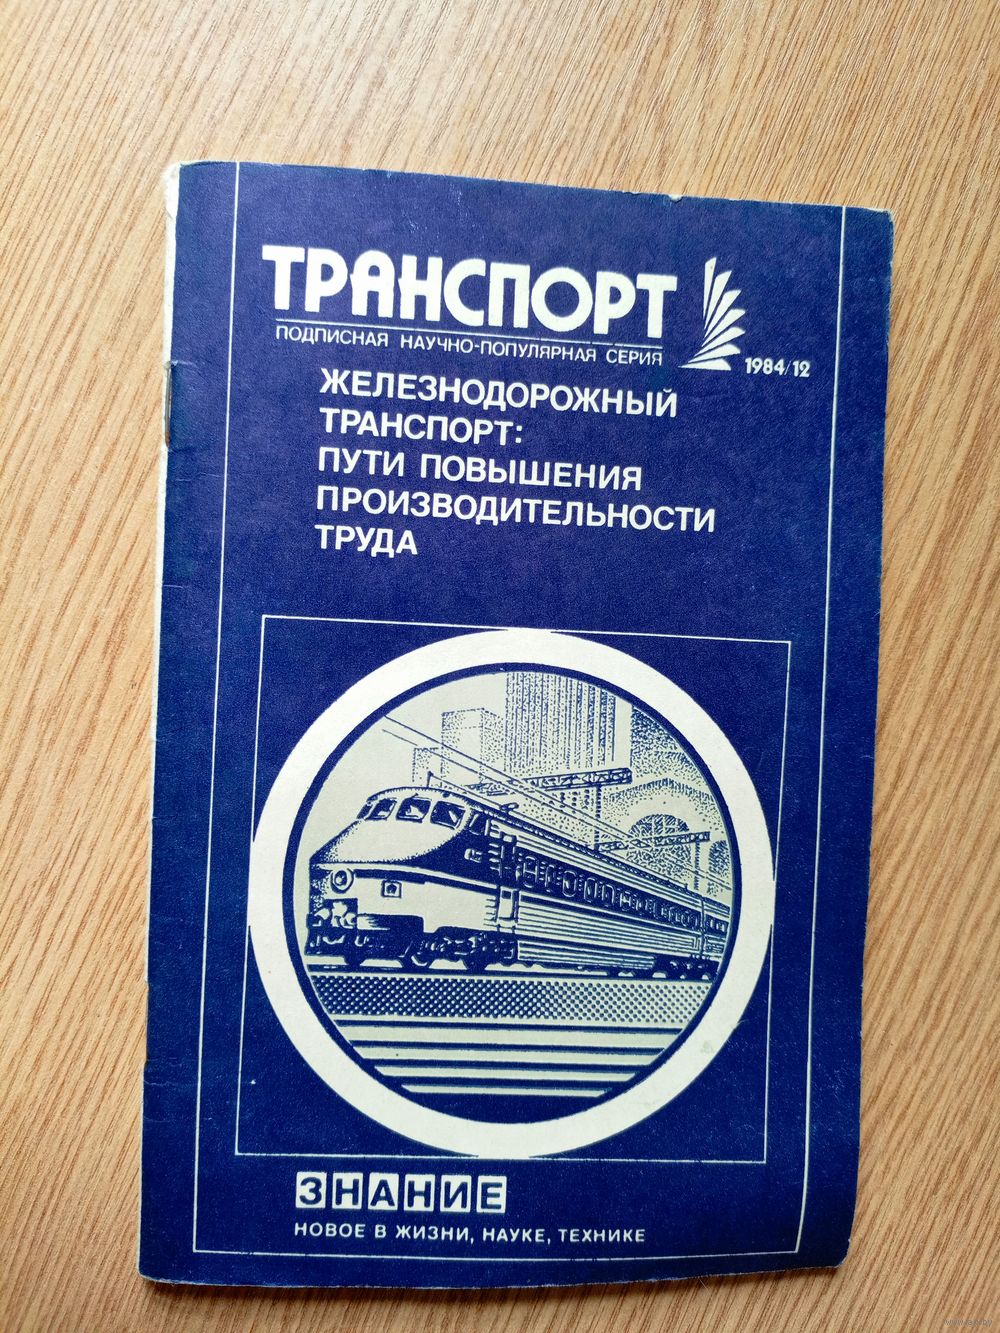 ТРАНСПОРТ
ПОДПИСНАЯ НАУЧНО-ПОПУЛЯРНАЯ СЕРИЯ
1984/12
ЖЕЛЕЗНОДОРОЖНЫЙ
ТРАНСПОРТ:
ПУТИ ПОВЫШЕНИЯ
ПРОИЗВОДИТЕЛЬНОСТИ
ТРУДА
ЗНАНИЕ
НОВОЕ В ЖИЗНИ, НАУКЕ, ТЕХНИКЕ